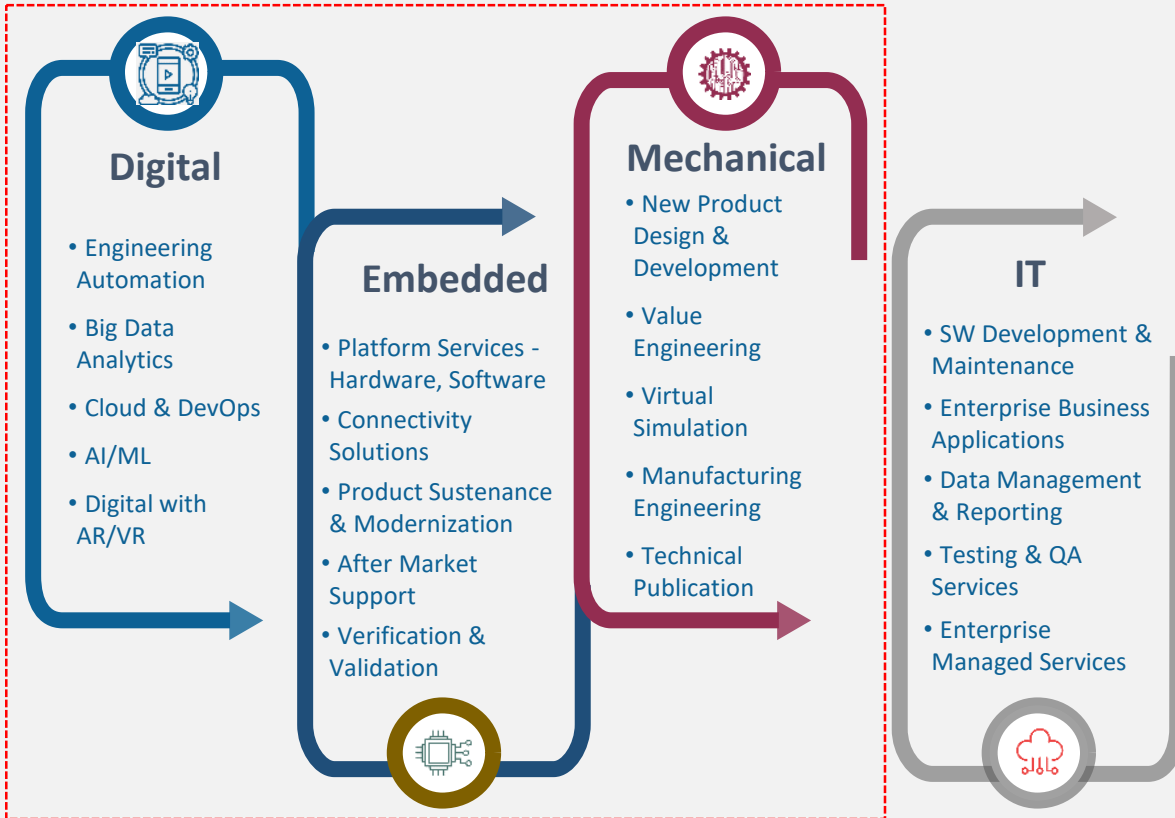 Digital
• Engineering
Automation
• Big Data
Analytics
• Cloud & DevOps
• AI/ML
• Digital with
AR/VR
Embedded
• Platform Services -
Hardware, Software
• Connectivity
Solutions
• Product Sustenance
& Modernization
• After Market
Support
• Verification &
Validation
Mechanical
• New Product
Design &
Development
• Value
Engineering
• Virtual
Simulation
• Manufacturing
Engineering
• Technical
Publication
IT
• SW Development &
Maintenance
• Enterprise Business
Applications
• Data Management
& Reporting
• Testing & QA
Services
• Enterprise
Managed Services